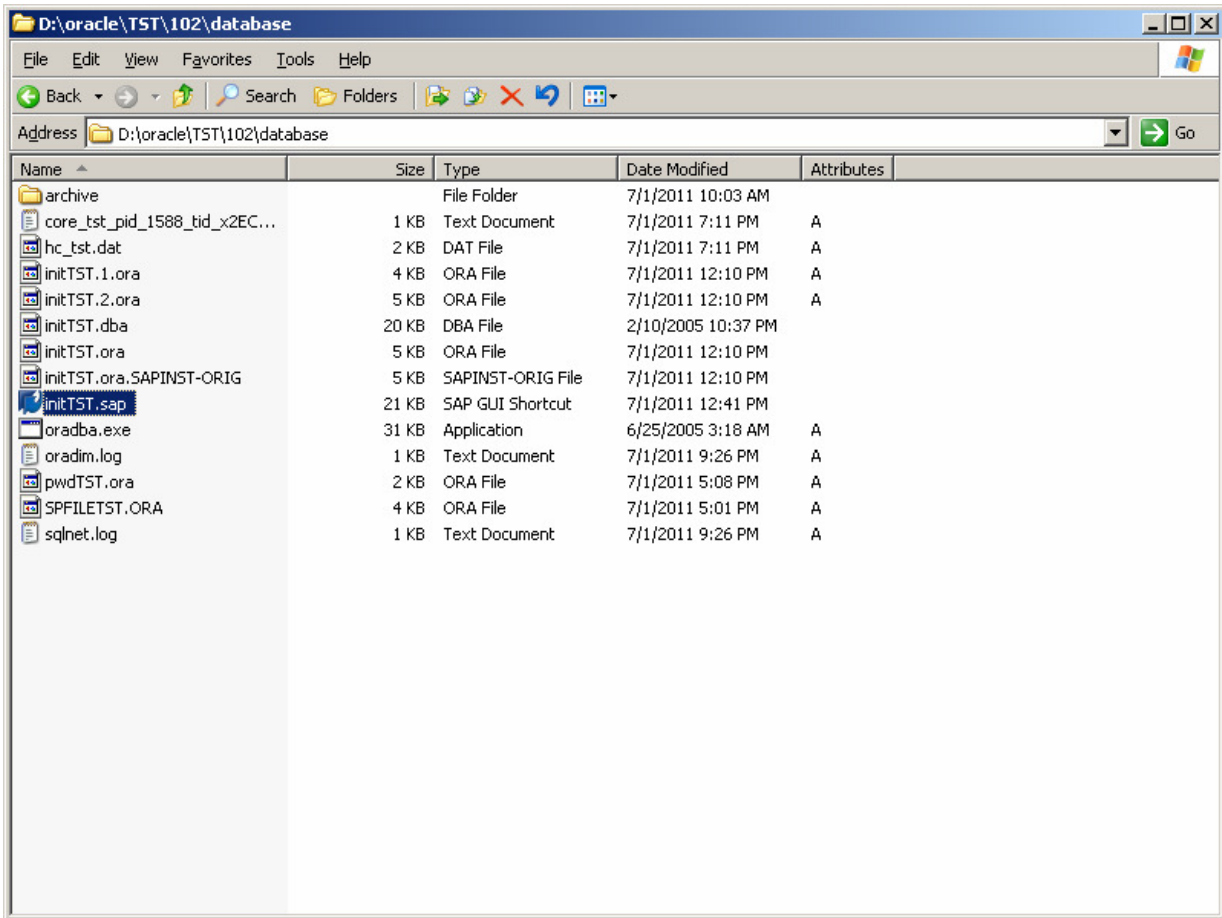 D:\oracle\TST\102\database
File Edit View Favorites Tools Help
Back Search Folders
Address D:\oracle\TST\102\database Go
Name Size Type Date Modified Attributes
archive File Folder 7/1/2011 10:03 AM
core_tst_pid_1588_tid_x2EC... 1 KB Text Document 7/1/2011 7:11 PM A
hc_tst.dat 2 KB DAT File 7/1/2011 7:11 PM A
initTST.1.ora 4 KB ORA File 7/1/2011 12:10 PM A
initTST.2.ora 5 KB ORA File 7/1/2011 12:10 PM A
initTST.dba 20 KB DBA File 2/10/2005 10:37 PM
initTST.ora 5 KB ORA File 7/1/2011 12:10 PM
initTST.ora.SAPINST-ORIG 5 KB SAPINST-ORIG File 7/1/2011 12:10 PM
initTST.sap 21 KB SAP GUI Shortcut 7/1/2011 12:41 PM
oradba.exe 31 KB Application 6/25/2005 3:18 AM A
oradim.log 1 KB Text Document 7/1/2011 9:26 PM A
pwdTST.ora 2 KB ORA File 7/1/2011 5:08 PM A
SPFILETST.ORA 4 KB ORA File 7/1/2011 5:01 PM A
sqlnet.log 1 KB Text Document 7/1/2011 9:26 PM A